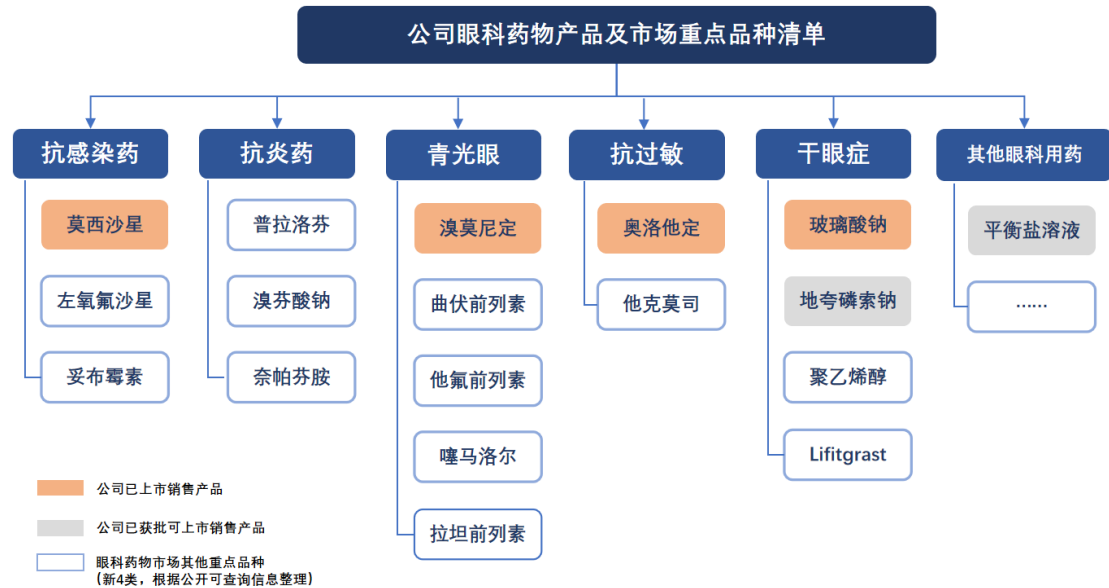 公司眼科药物产品及市场重点品种清单
抗感染药
抗炎药
青光眼
抗过敏
干眼症
其他眼科用药
莫西沙星
左氧氟沙星
妥布霉素
普拉洛芬
溴芬酸钠
奈帕芬胺
溴莫尼定
曲伏前列素
他氟前列素
噻马洛尔
拉坦前列素
奥洛他定
他克莫司
玻璃酸钠
地夸磷索钠
聚乙烯醇
Lifitgrast
平衡盐溶液
……
公司已上市销售产品
公司已获批可上市销售产品
眼科药物市场其他重点品种
(新4类，根据公开可查询信息整理)